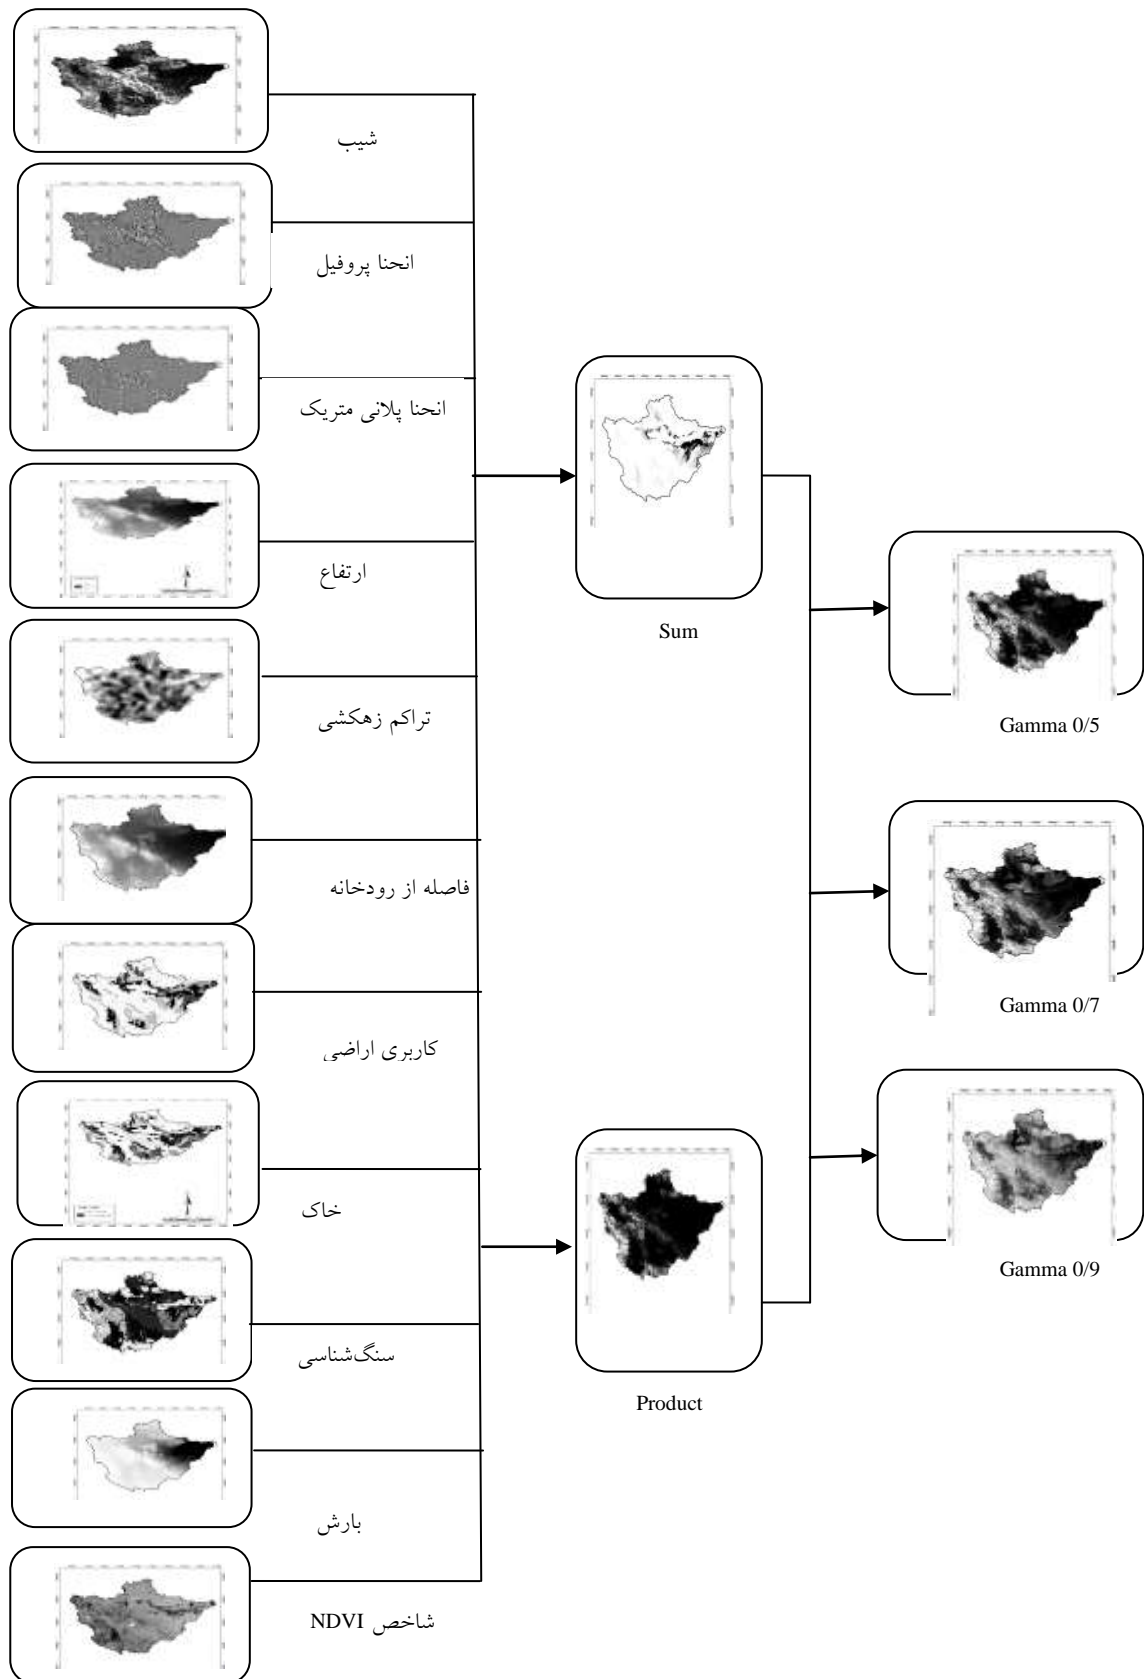 شیب
انحنا پروفیل
انحنا پلانی متریک
ارتفاع
تراکم زهکشی
فاصله از رودخانه
کاربری اراضی
خاک
سنگ‌شناسی
بارش
شاخص NDVI
Sum
Product
Gamma 0/5
Gamma 0/7
Gamma 0/9